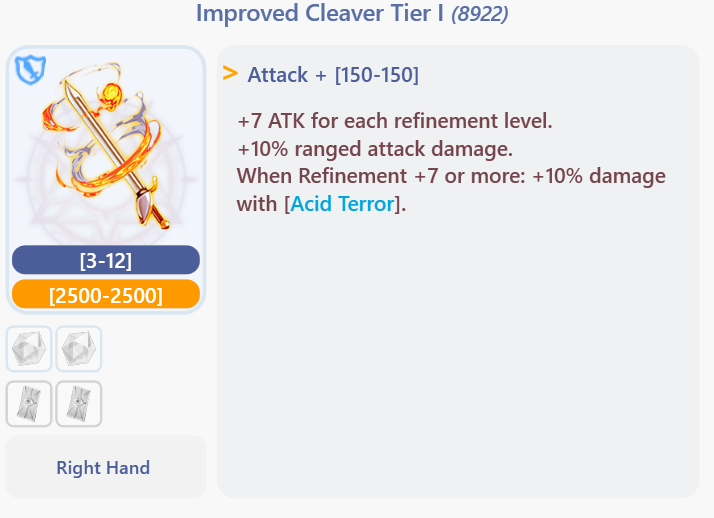 Improved Cleaver Tier I (8922)
> Attack + [150-150]
+7 ATK for each refinement level.
+10% ranged attack damage.
When Refinement +7 or more: +10% damage
with [Acid Terror].
[3-12]
[2500-2500]
Right Hand